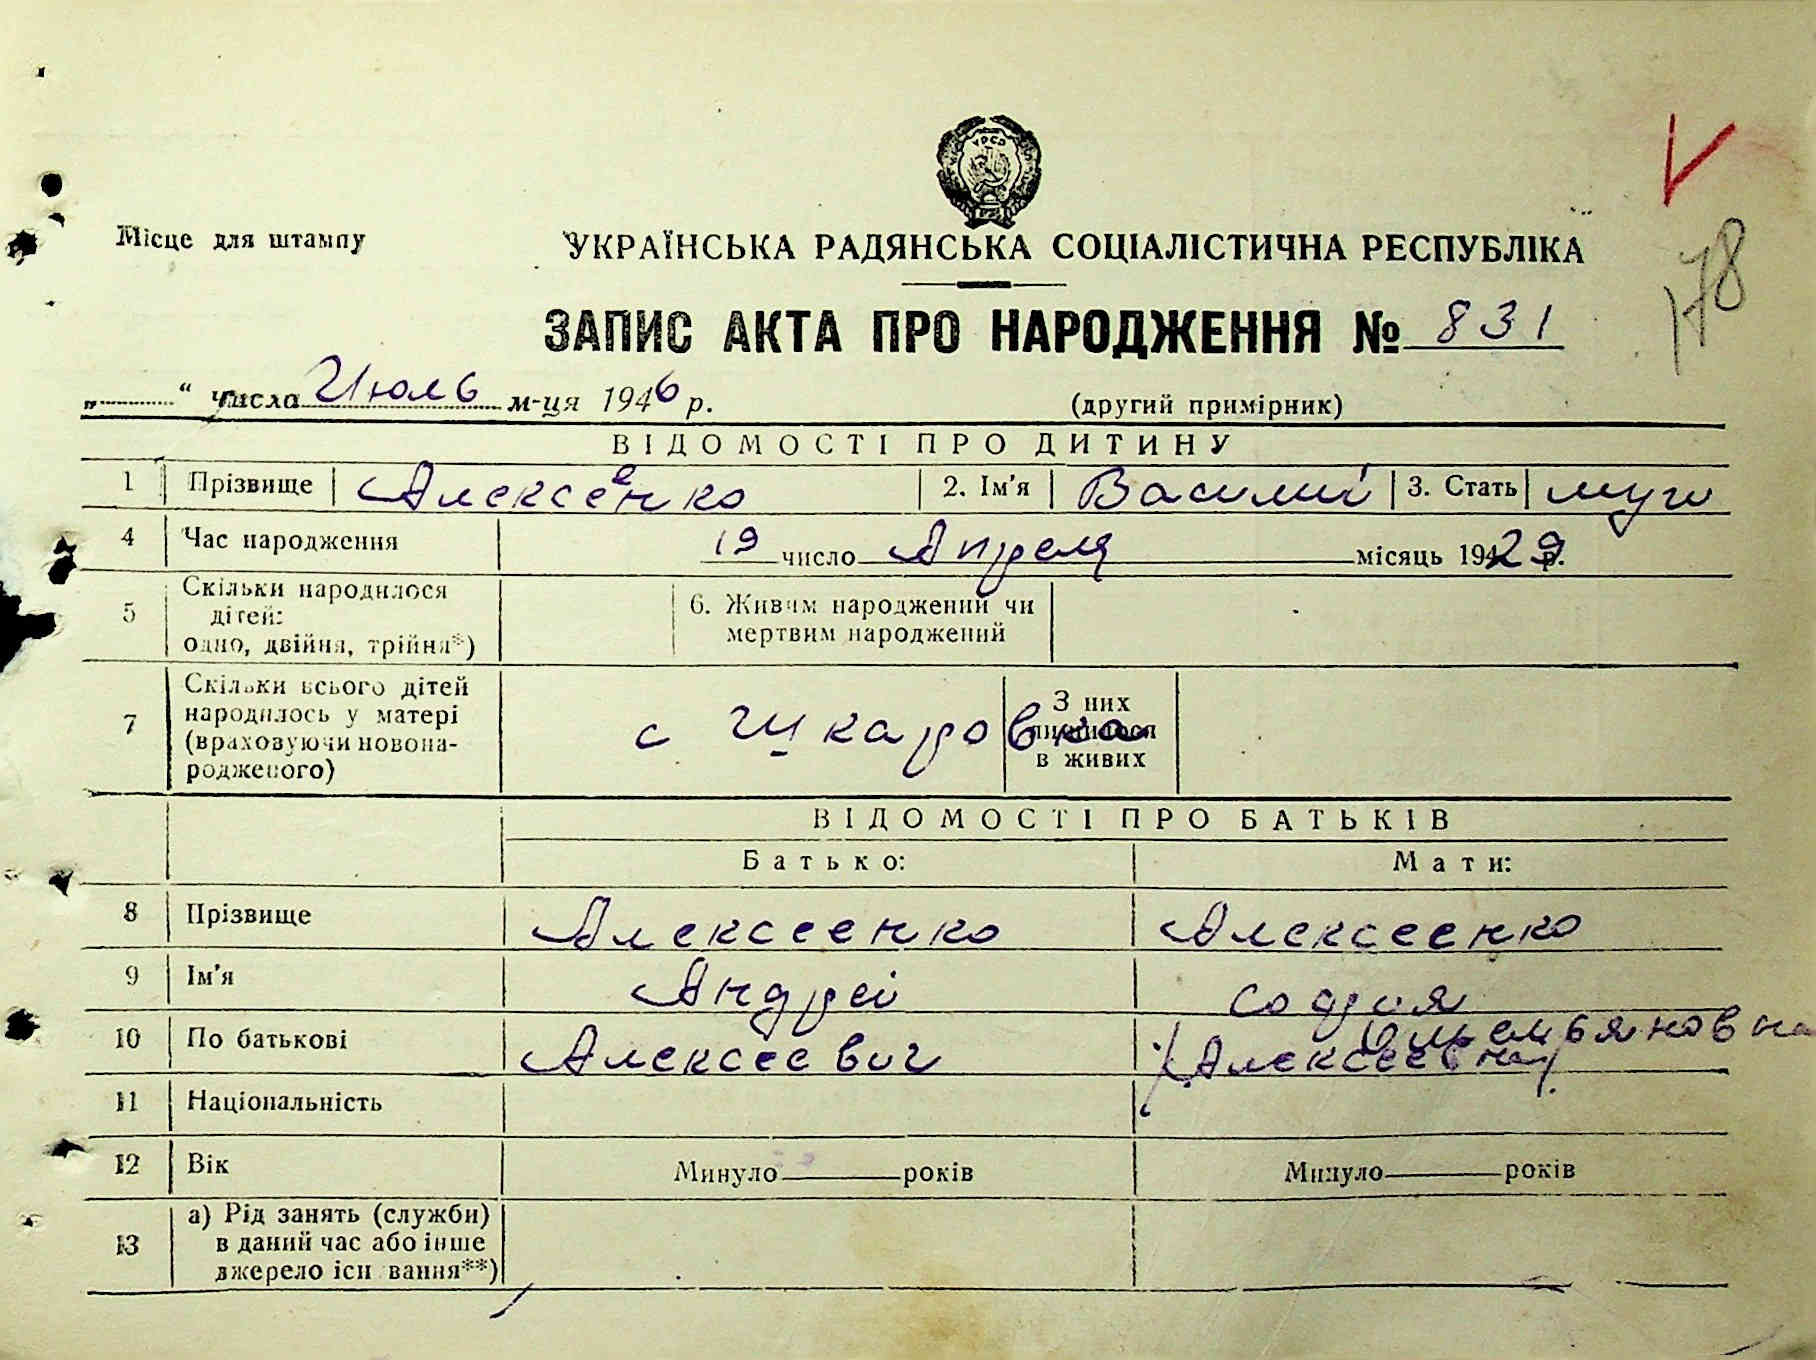 УРСР
Місце для штампу
УКРАЇНСЬКА РАДЯНСЬКА СОЦІАЛІСТИЧНА РЕСПУБЛІКА
178
ЗАПИС АКТА ПРО НАРОДЖЕННЯ № 831
„ “ числа Июль м-ця 1946 р.
(другий примірник)
ВІДОМОСТІ ПРО ДИТИНУ
1 Прізвище Алексеенко 2. Ім'я Василий 3. Стать муж
4 Час народження 19 число Апреля місяць 1929 р.
5 Скільки народилося дітей: одно, двійня, трійня*) 6. Живим народжений чи мертвим народжений
7 Скільки всього дітей народилось у матері (враховуючи новонародженого) с Цукаровка З них лишилося в живих
ВІДОМОСТІ ПРО БАТЬКІВ
Батько: Мати:
8 Прізвище Алексеенко Алексеенко
9 Ім'я Андрей
10 По батькові Алексеевич Алексеевна
11 Національність
12 Вік Минуло років Минуло років
13 а) Рід занять (служби) в даний час або інше джерело існ вання**)